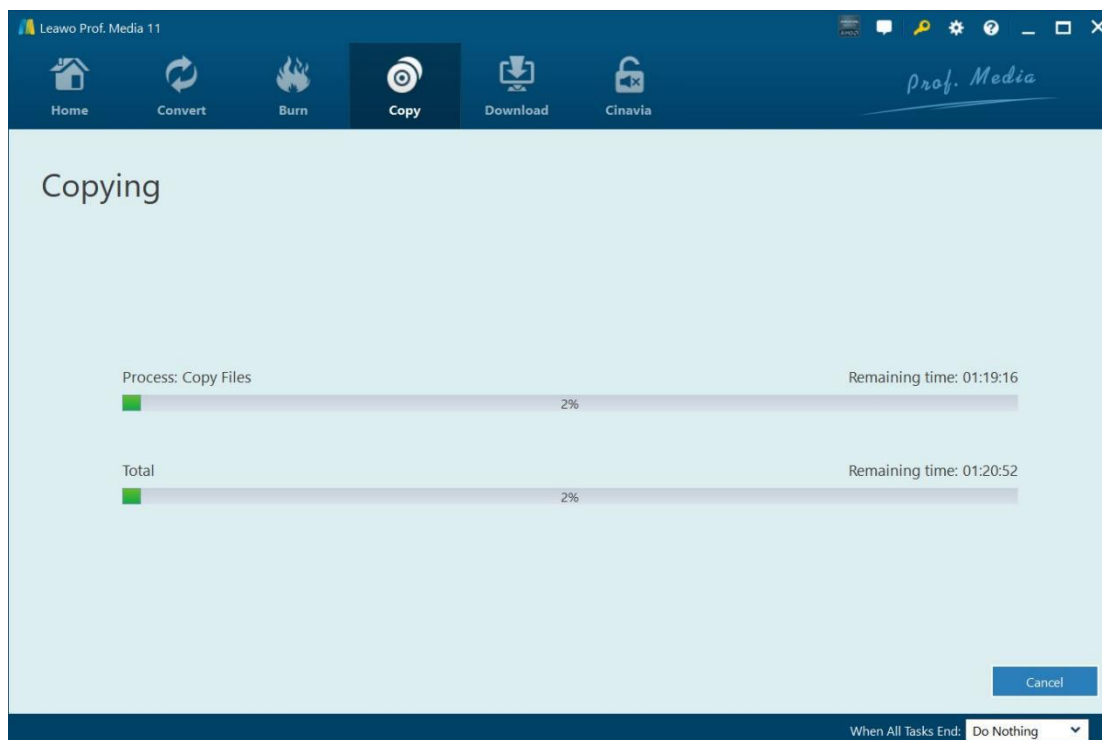 Leawo Prof. Media 11
Home Convert Burn Copy Download Cinavia
Prof. Media
Copying
Process: Copy Files Remaining time: 01:19:16
2%
Total Remaining time: 01:20:52
2%
Cancel
When All Tasks End: Do Nothing